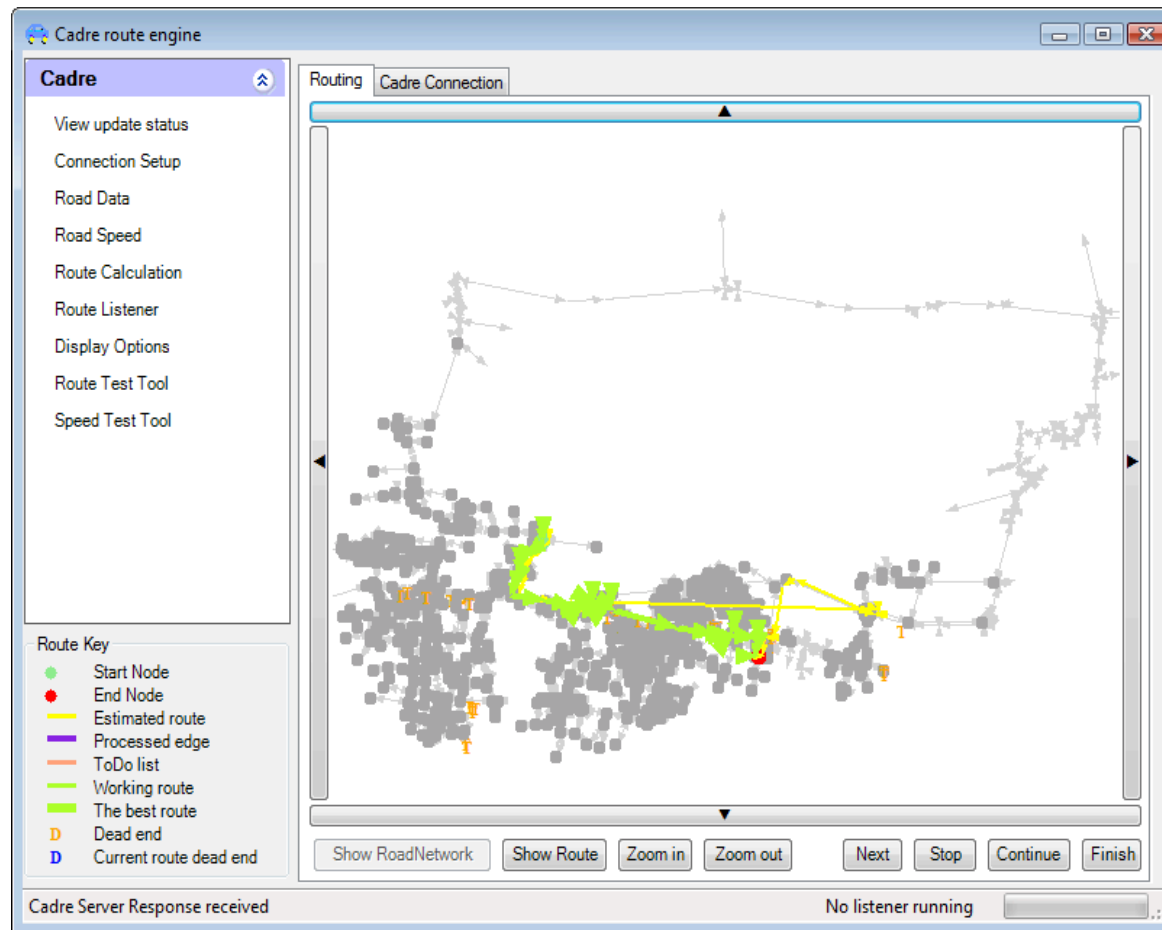 Cadre route engine
Cadre
View update status
Connection Setup
Road Data
Road Speed
Route Calculation
Route Listener
Display Options
Route Test Tool
Speed Test Tool
Route Key
Start Node
End Node
Estimated route
Processed edge
ToDo list
Working route
The best route
D Dead end
D Current route dead end
Routing Cadre Connection
Show RoadNetwork Show Route Zoom in Zoom out Next Stop Continue Finish
Cadre Server Response received No listener running